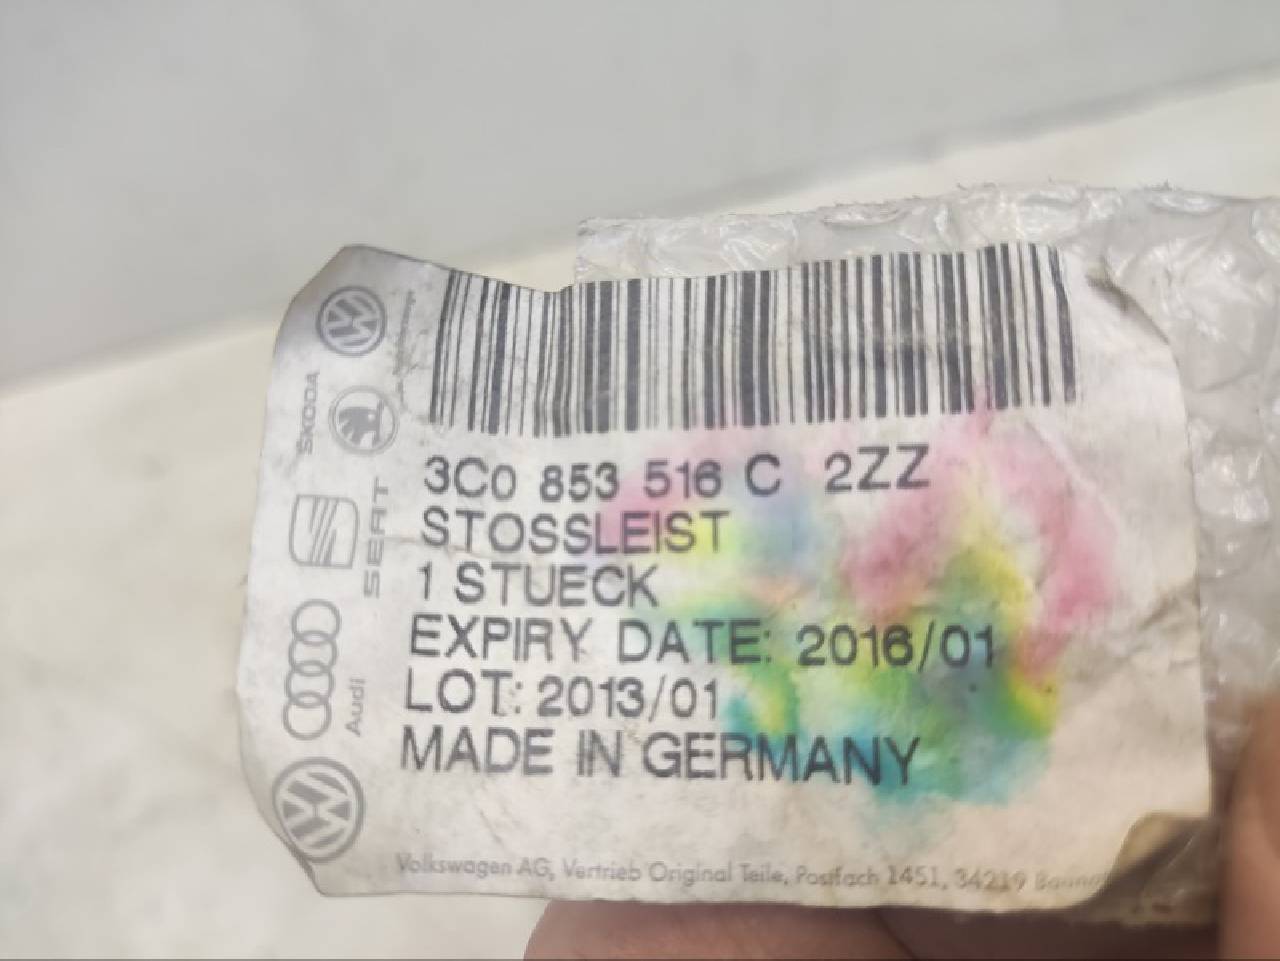 3C0 853 516 C 2ZZ
STOSSLEIST
1 STUECK
EXPIRY DATE: 2016/01
LOT: 2013/01
MADE IN GERMANY
Volkswagen AG, Vertrieb Original Teile, Postfach 1451, 34219
ŠKODA
SEAT
Audi